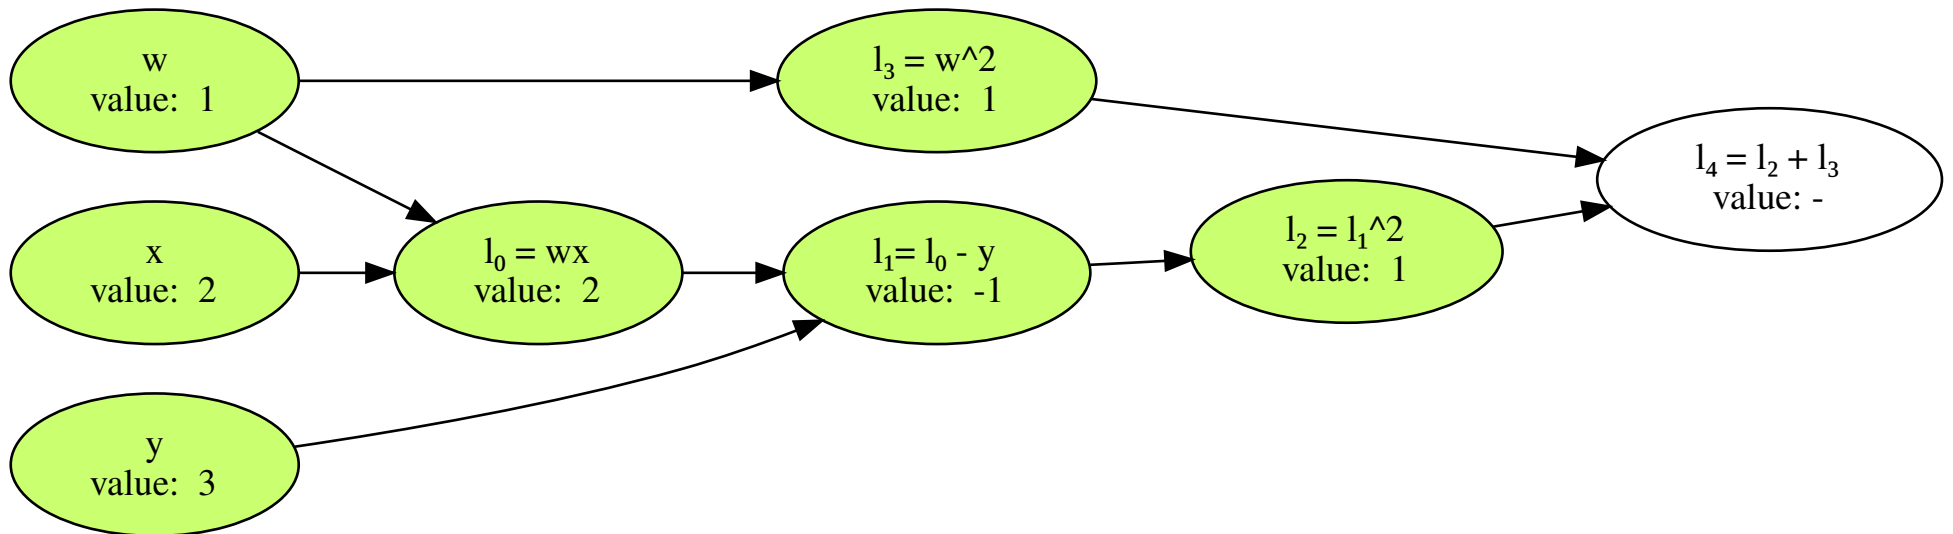 w
value:  1
l₃ = w^2
value:  1
l₄ = l₂ + l₃
value: -
x
value:  2
l₀ = wx
value:  2
l₁= l₀ - y
value:  -1
l₂ = l₁^2
value:  1
y
value:  3